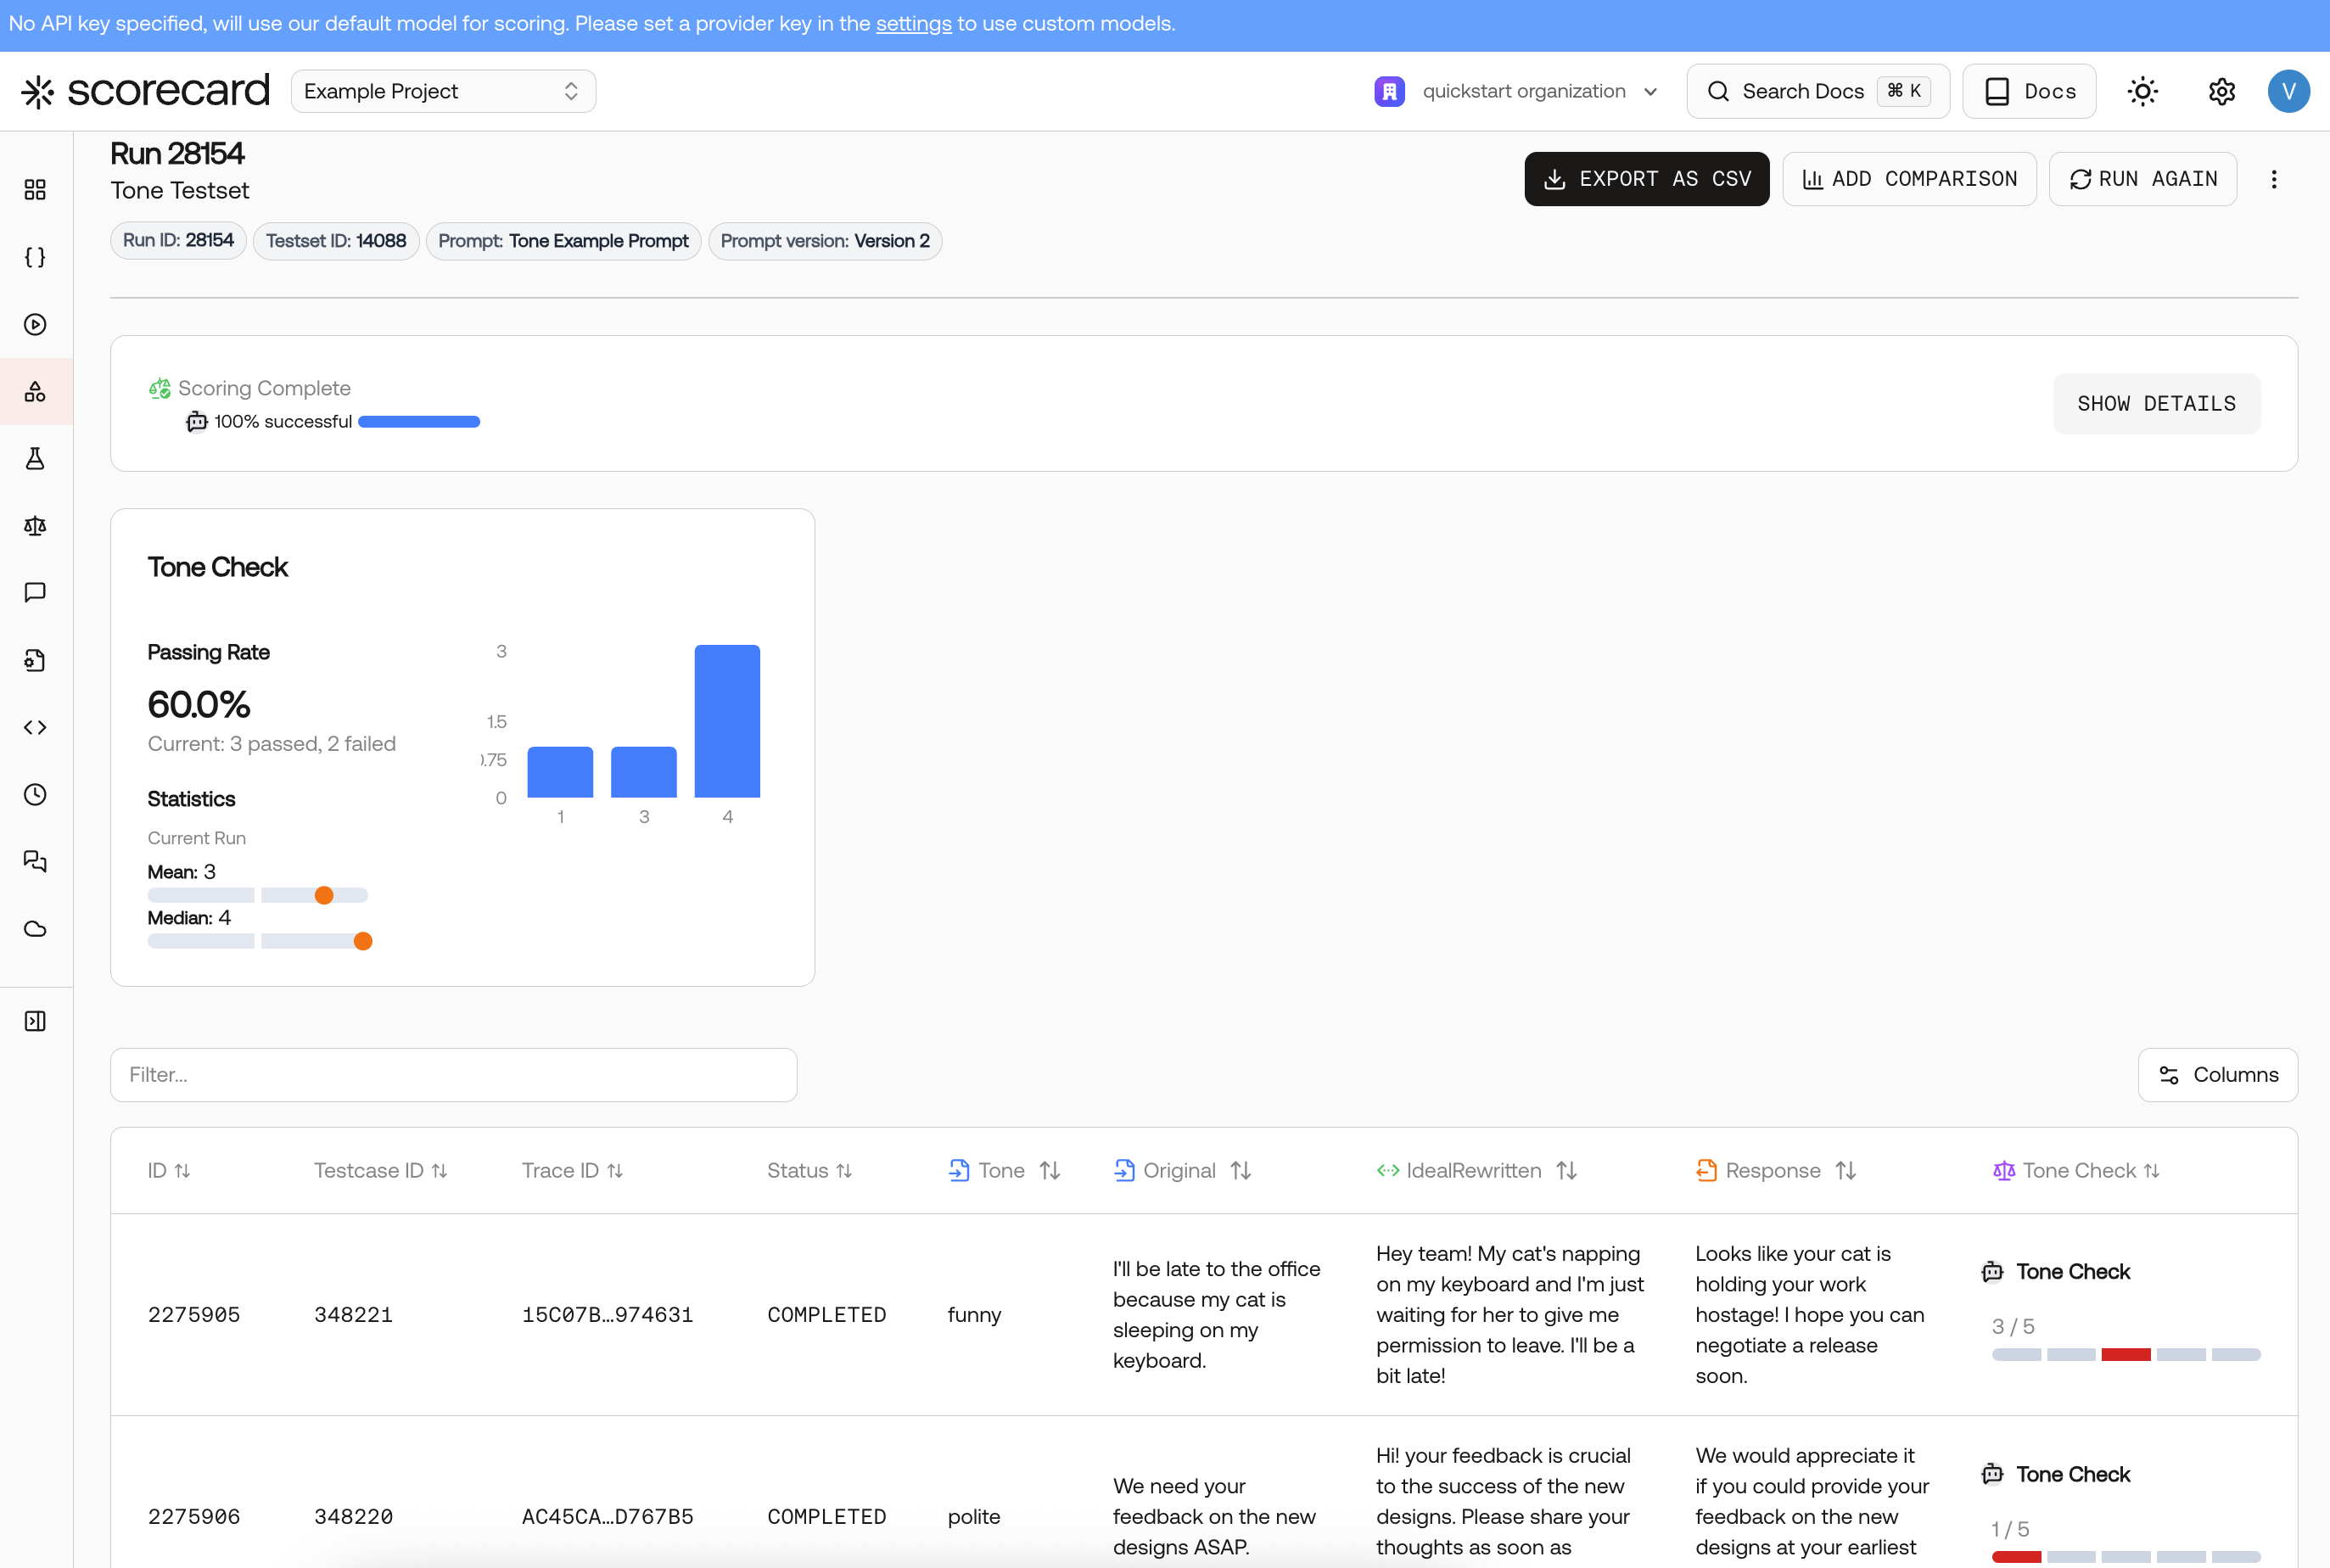 No API key specified, will use our default model for scoring. Please set a provider key in the settings to use custom models.
scorecard
Example Project
quickstart organization
Search Docs
⌘ K
Docs
V
Run 28154
Tone Testset
EXPORT AS CSV
ADD COMPARISON
RUN AGAIN
Run ID: 28154
Testset ID: 14088
Prompt: Tone Example Prompt
Prompt version: Version 2
Scoring Complete
100% successful
SHOW DETAILS
Tone Check
Passing Rate
60.0%
Current: 3 passed, 2 failed
Statistics
Current Run
Mean: 3
Median: 4
3
1.5
.75
0
1
3
4
Filter...
Columns
ID
Testcase ID
Trace ID
Status
Tone
Original
IdealRewritten
Response
Tone Check
2275905
348221
15C07B…974631
COMPLETED
funny
I'll be late to the office
because my cat is
sleeping on my
keyboard.
Hey team! My cat's napping
on my keyboard and I'm just
waiting for her to give me
permission to leave. I'll be a
bit late!
Looks like your cat is
holding your work
hostage! I hope you can
negotiate a release
soon.
Tone Check
3 / 5
2275906
348220
AC45CA…D767B5
COMPLETED
polite
We need your
feedback on the new
designs ASAP.
Hi! your feedback is crucial
to the success of the new
designs. Please share your
thoughts as soon as
We would appreciate it
if you could provide your
feedback on the new
designs at your earliest
Tone Check
1 / 5